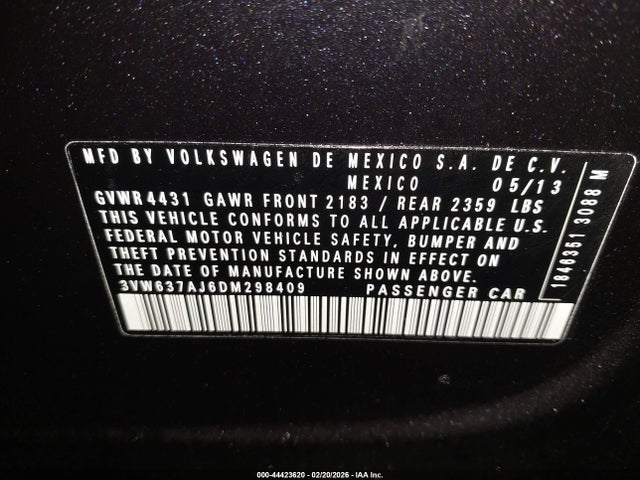 MFD BY VOLKSWAGEN DE MEXICO S.A. DE C.V.
MEXICO 05/13
GVWR 4431 GAWR FRONT 2183 / REAR 2359 LBS
THIS VEHICLE CONFORMS TO ALL APPLICABLE U.S.
FEDERAL MOTOR VEHICLE SAFETY, BUMPER AND
THEFT PREVENTION STANDARDS IN EFFECT ON
THE DATE OF MANUFACTURE SHOWN ABOVE.
3VW637AJ6DM298409 PASSENGER CAR
1846351 3088 M
000-44423620 - 02/20/2026 - IAA Inc.